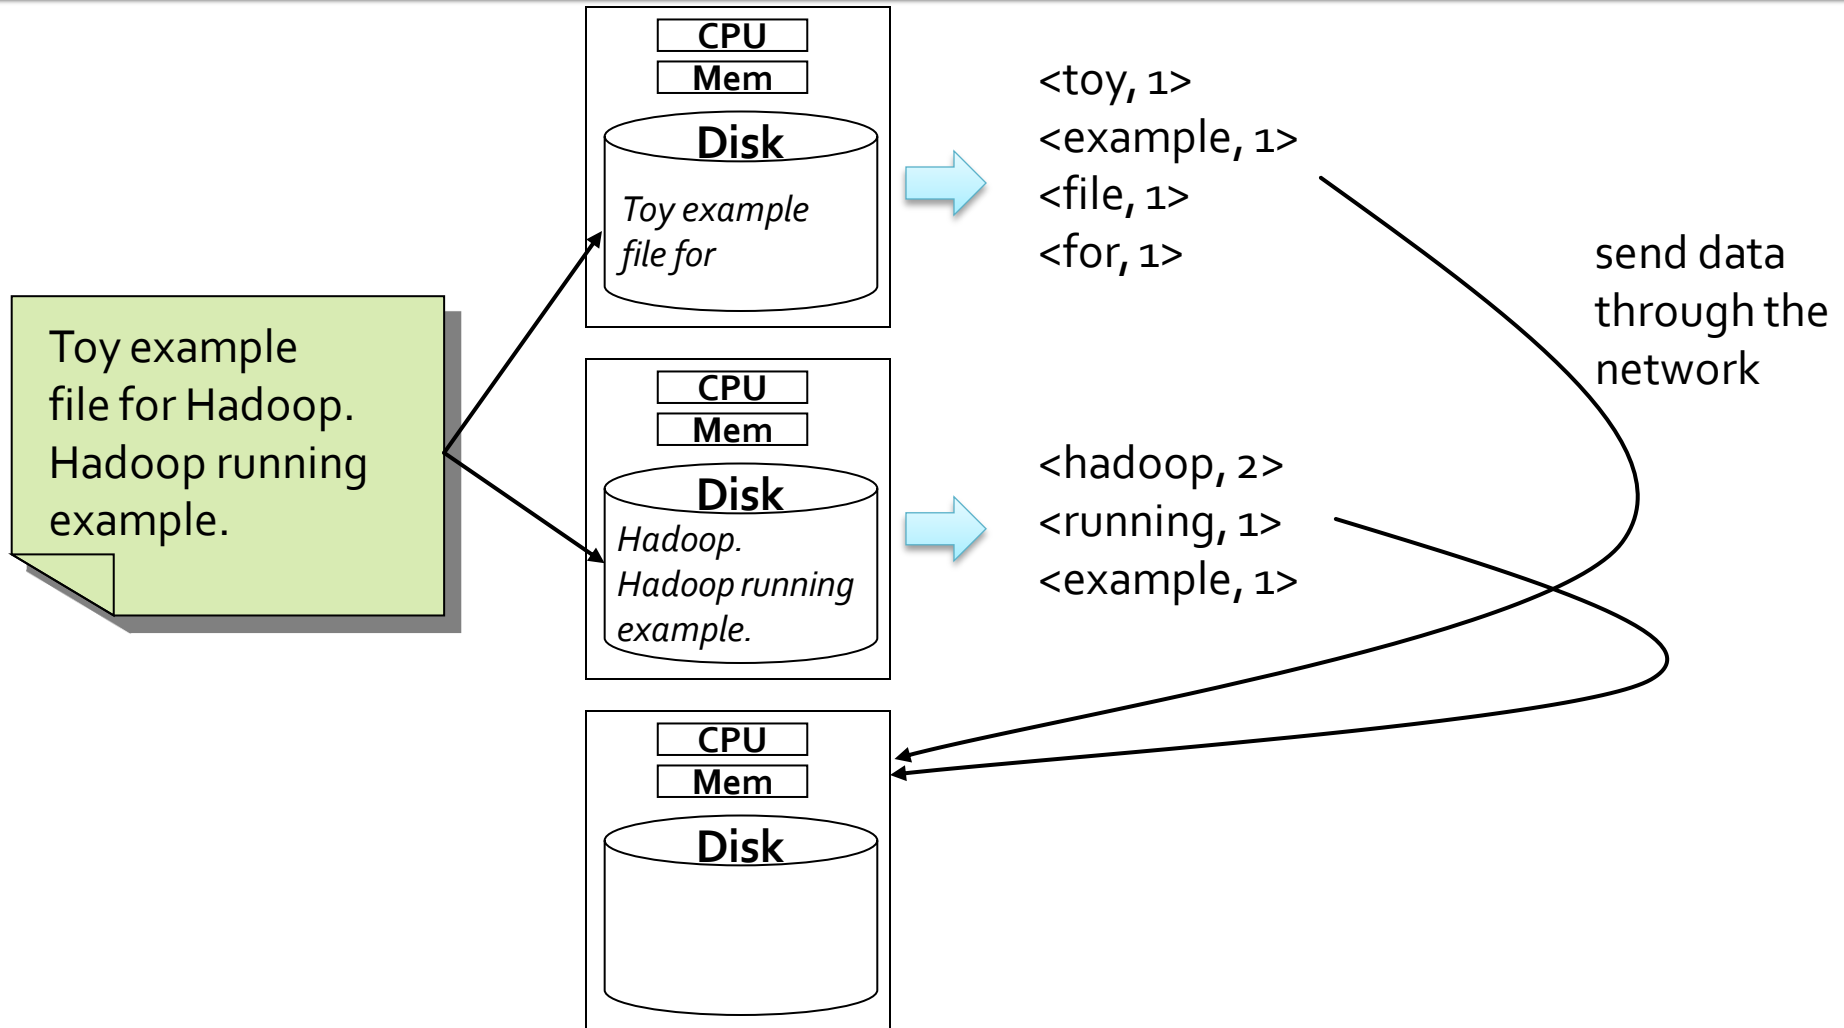 Toy example
file for Hadoop.
Hadoop running
example.
CPU
Mem
Disk
Toy example
file for
<toy, 1>
<example, 1>
<file, 1>
<for, 1>
send data
through the
network
CPU
Mem
Disk
Hadoop.
Hadoop running
example.
<hadoop, 2>
<running, 1>
<example, 1>
CPU
Mem
Disk